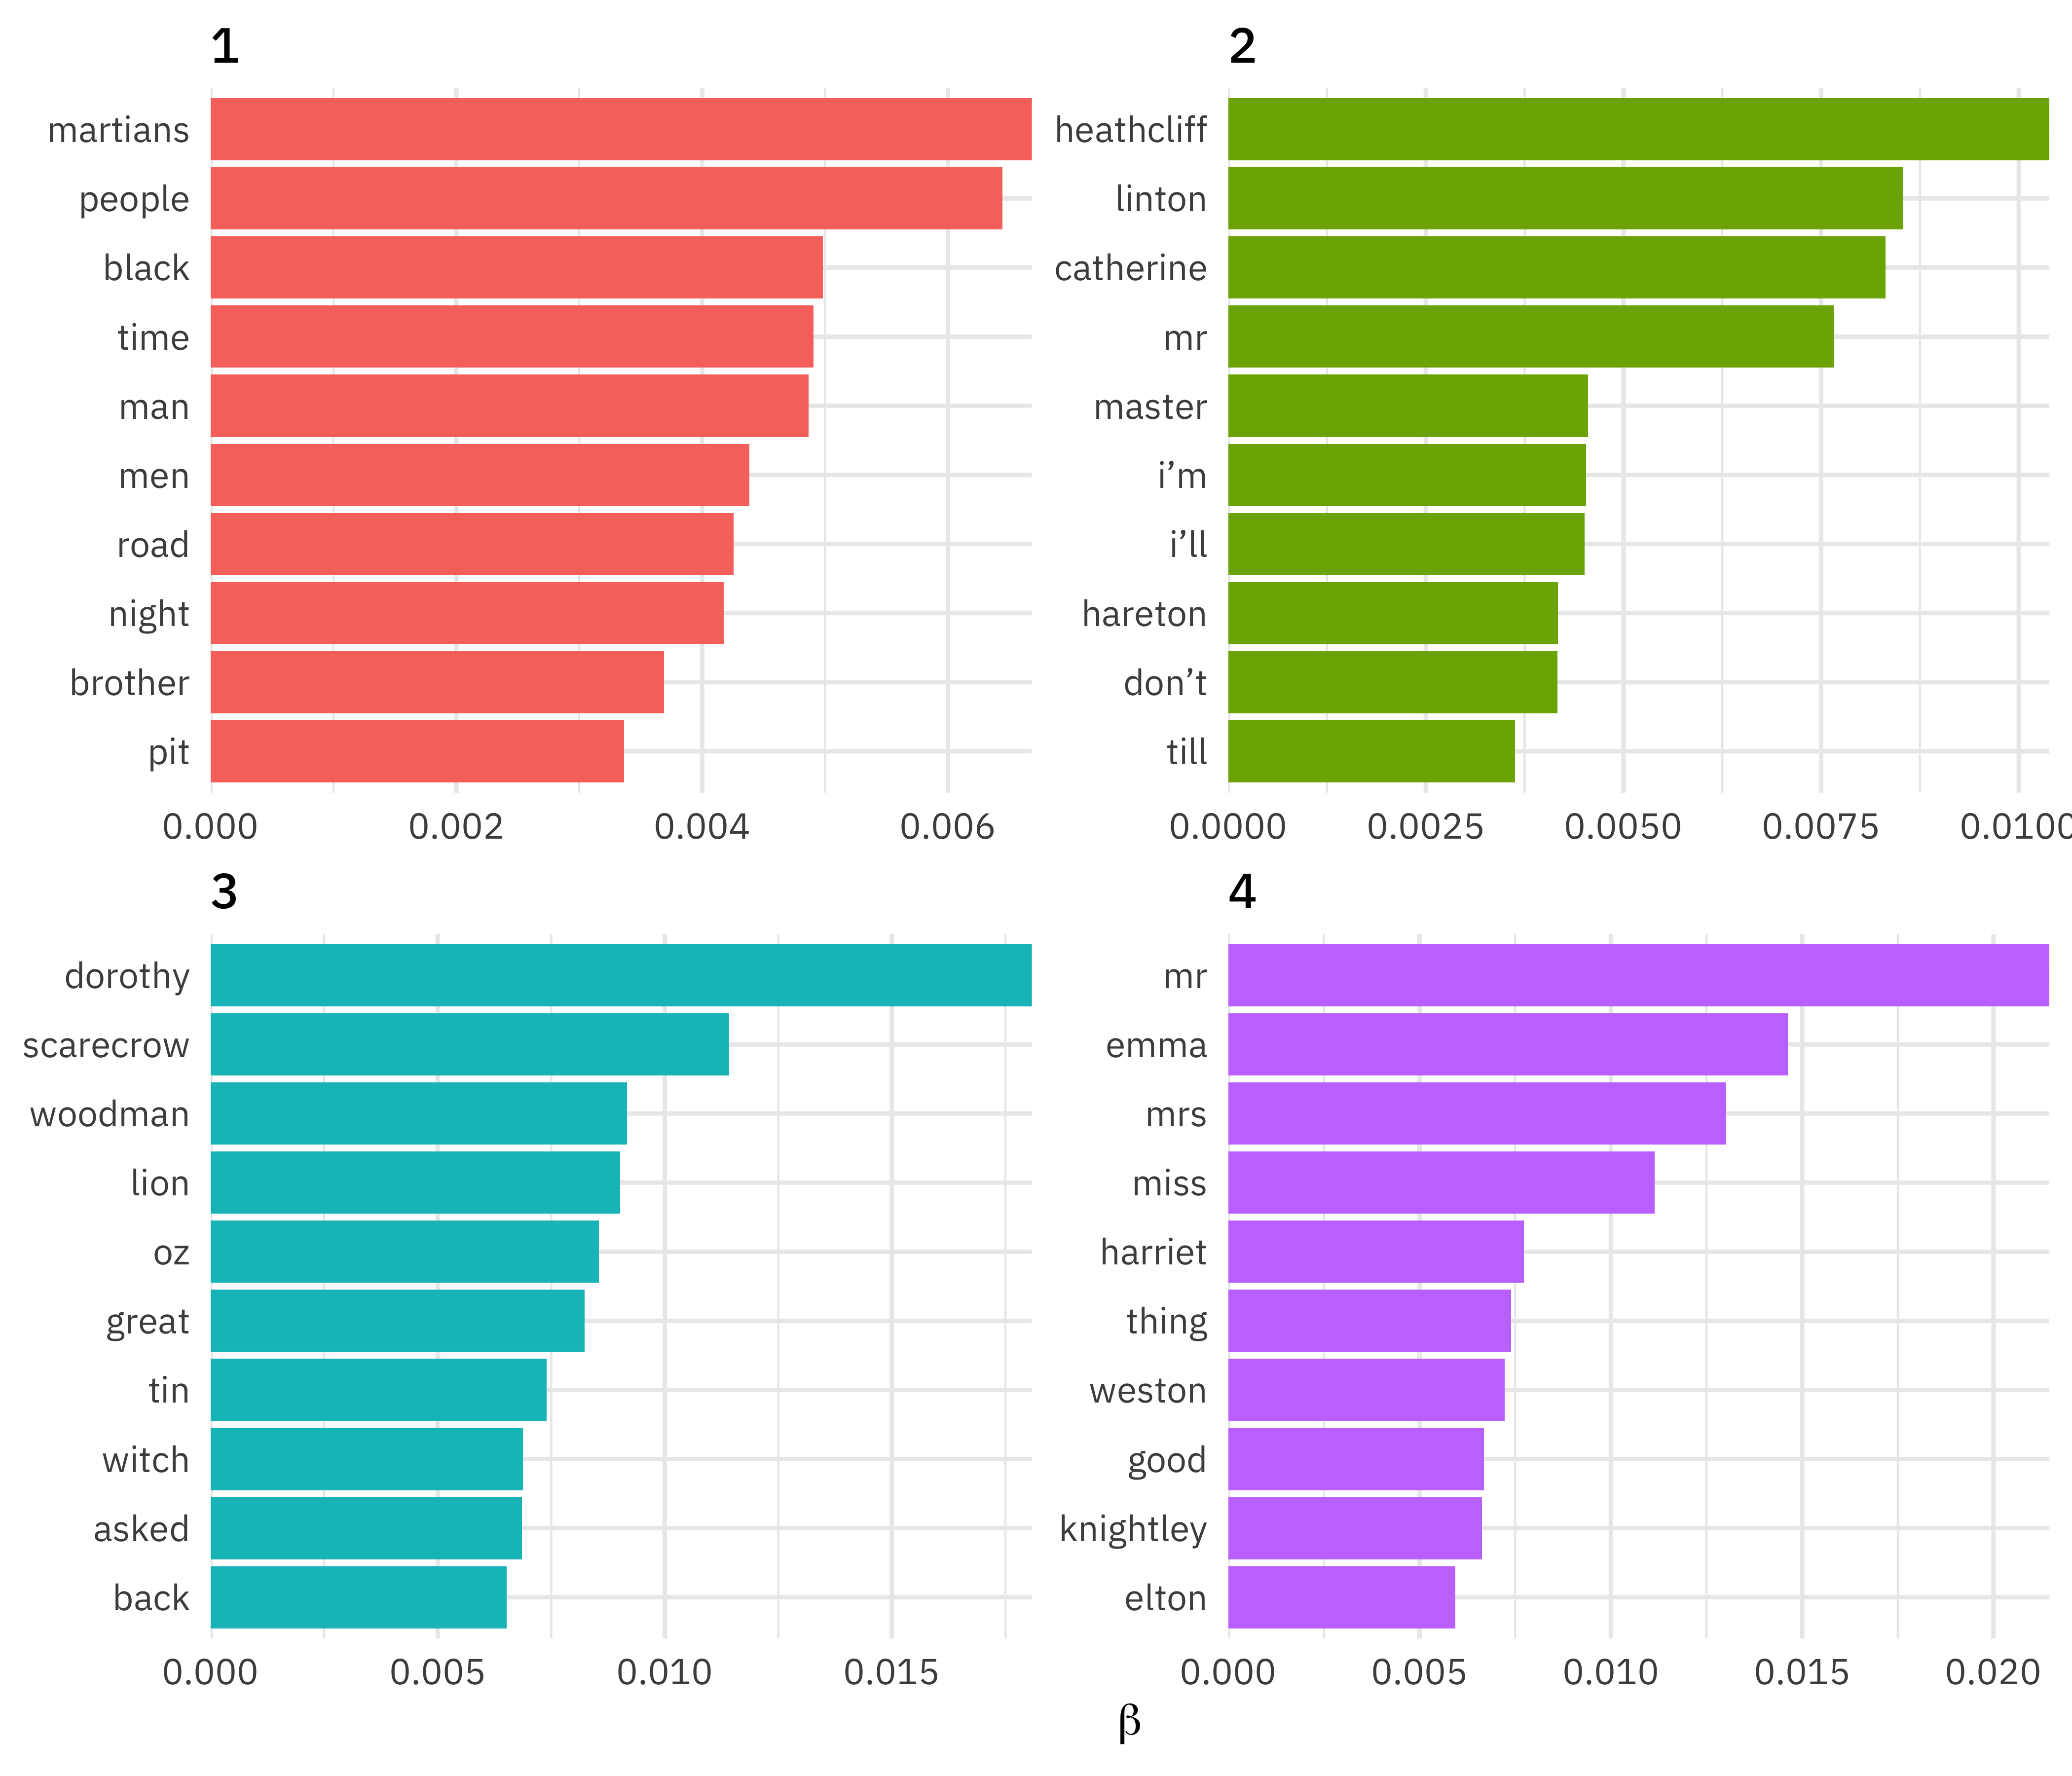 1
martians
people
black
time
man
men
road
night
brother
pit
0.000 0.002 0.004 0.006
2
heathcliff
linton
catherine
mr
master
i’m
i’ll
hareton
don’t
till
0.0000 0.0025 0.0050 0.0075 0.0100
3
dorothy
scarecrow
woodman
lion
oz
great
tin
witch
asked
back
0.000 0.005 0.010 0.015
4
mr
emma
mrs
miss
harriet
thing
weston
good
knightley
elton
0.000 0.005 0.010 0.015 0.020
β